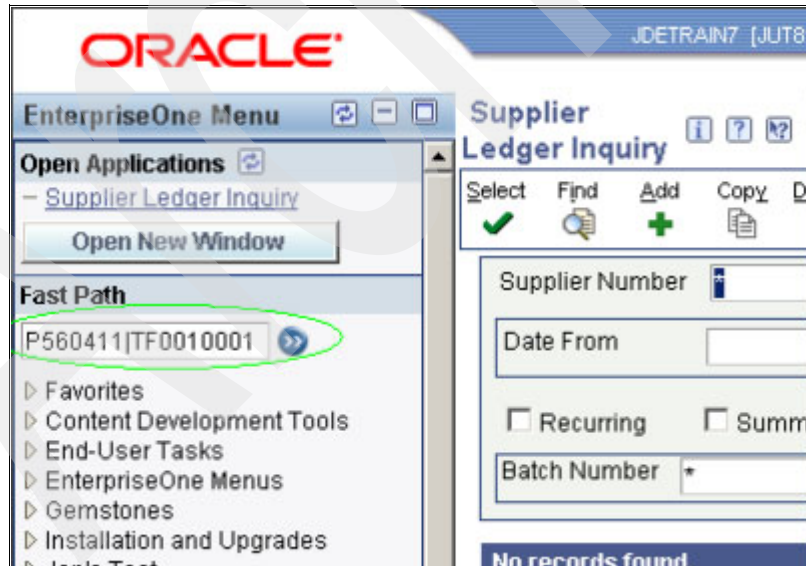 ORACLE
JDETRAIN7 [JUT8
EnterpriseOne Menu
Open Applications
Supplier Ledger Inquiry
Open New Window
Fast Path
P560411|TF0010001
Favorites
Content Development Tools
End-User Tasks
EnterpriseOne Menus
Gemstones
Installation and Upgrades
Supplier
Ledger Inquiry
Select Find Add Copy D
Supplier Number *
Date From
Recurring Summ
Batch Number *
No records found